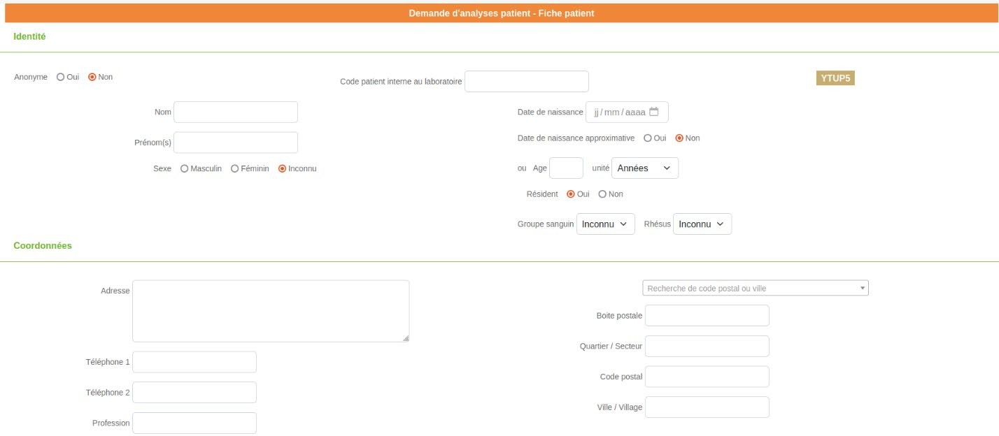 Demande d'analyses patient - Fiche patient
Identité
Anonyme Oui Non
Code patient interne au laboratoire
YTUP5
Nom
Date de naissance jj / mm / aaaa
Prénom(s)
Date de naissance approximative Oui Non
Sexe Masculin Féminin Inconnu
ou Age unité Années
Résident Oui Non
Groupe sanguin Inconnu Rhésus Inconnu
Coordonnées
Adresse
Recherche de code postal ou ville
Boite postale
Quartier / Secteur
Téléphone 1
Code postal
Téléphone 2
Ville / Village
Profession